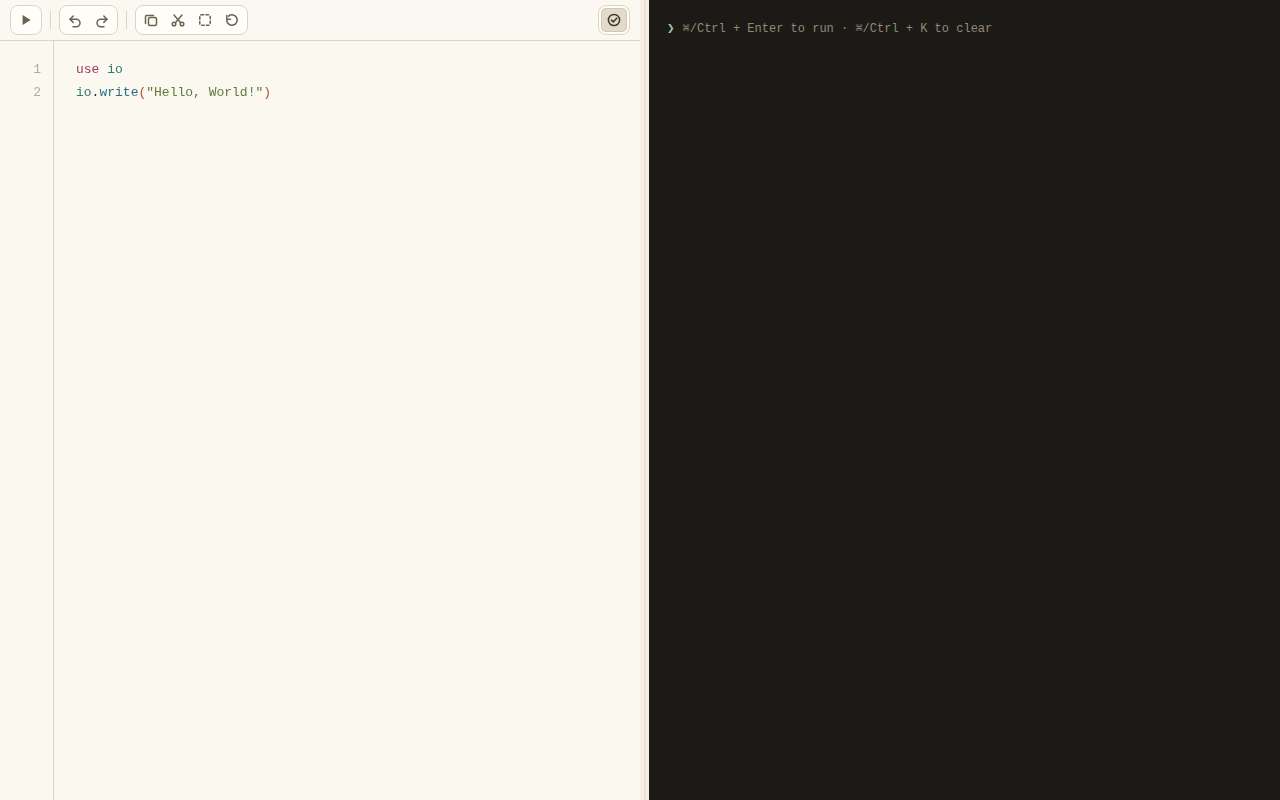 1 use io
2 io.write("Hello, World!")
❯ ⌘/Ctrl + Enter to run · ⌘/Ctrl + K to clear